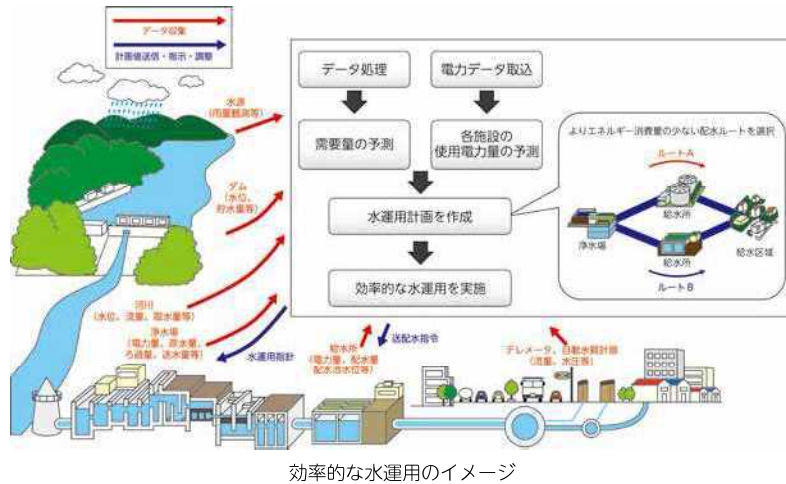 データ収集
計画値送信・指示・調整
水源
(雨量観測等)
ダム
(水位、
貯水量等)
河川
(水位、流量、取水量等)
浄水場
(電力量、原水量、
ろ過量、送水量等)
データ処理
電力データ取込
需要量の予測
各施設の
使用電力量の予測
水運用計画を作成
効率的な水運用を実施
よりエネルギー消費量の少ない配水ルートを選択
ルートA
給水所
浄水場
給水区域
給水所
ルートB
水運用指針
給水所
(電力量、配水量
配水池水位等)
送配水指令
テレメータ、自動水質計器
(流量、水圧等)
効率的な水運用のイメージ